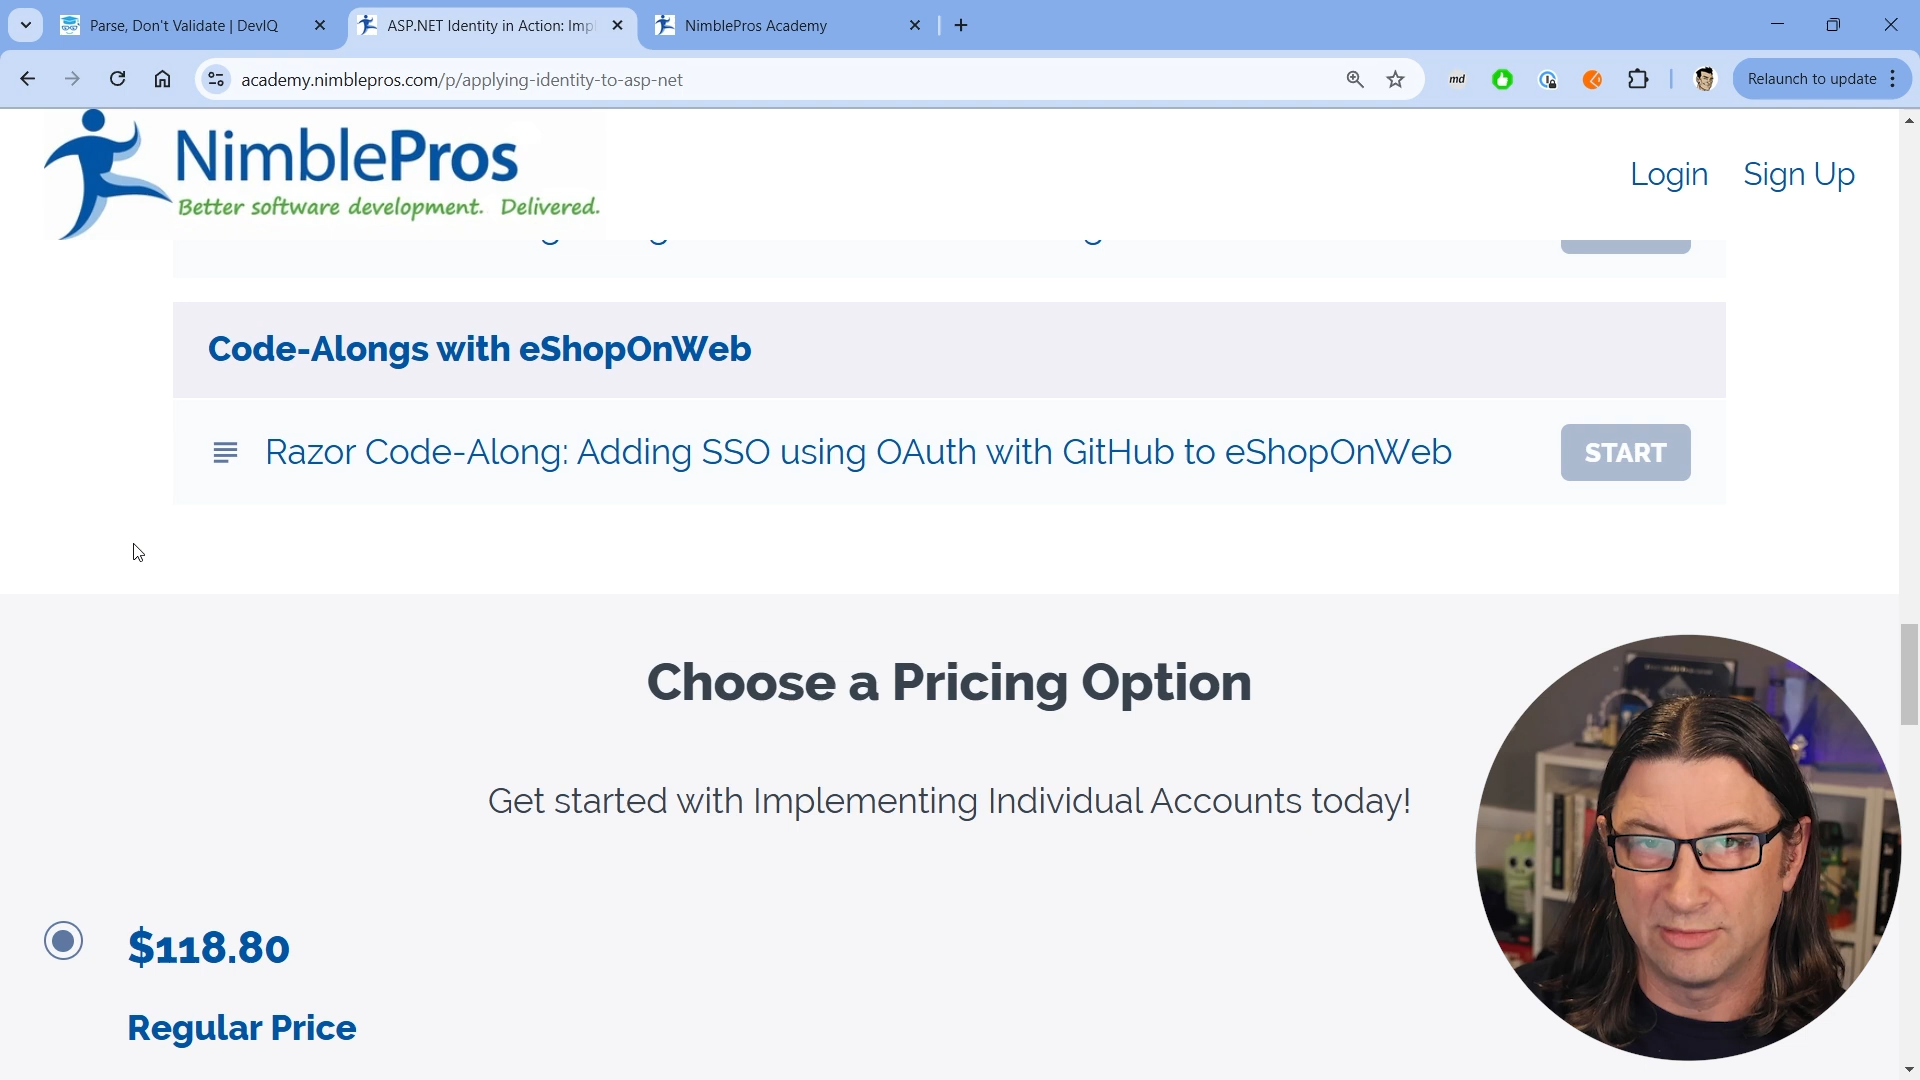 Parse, Don't Validate | DevIQ
ASP.NET Identity in Action: Imp
NimblePros Academy
academy.nimblepros.com/p/applying-identity-to-asp-net
md
Relaunch to update
NimblePros
Better software development. Delivered.
Login
Sign Up
Code-Alongs with eShopOnWeb
Razor Code-Along: Adding SSO using OAuth with GitHub to eShopOnWeb
START
Choose a Pricing Option
Get started with Implementing Individual Accounts today!
$118.80
Regular Price